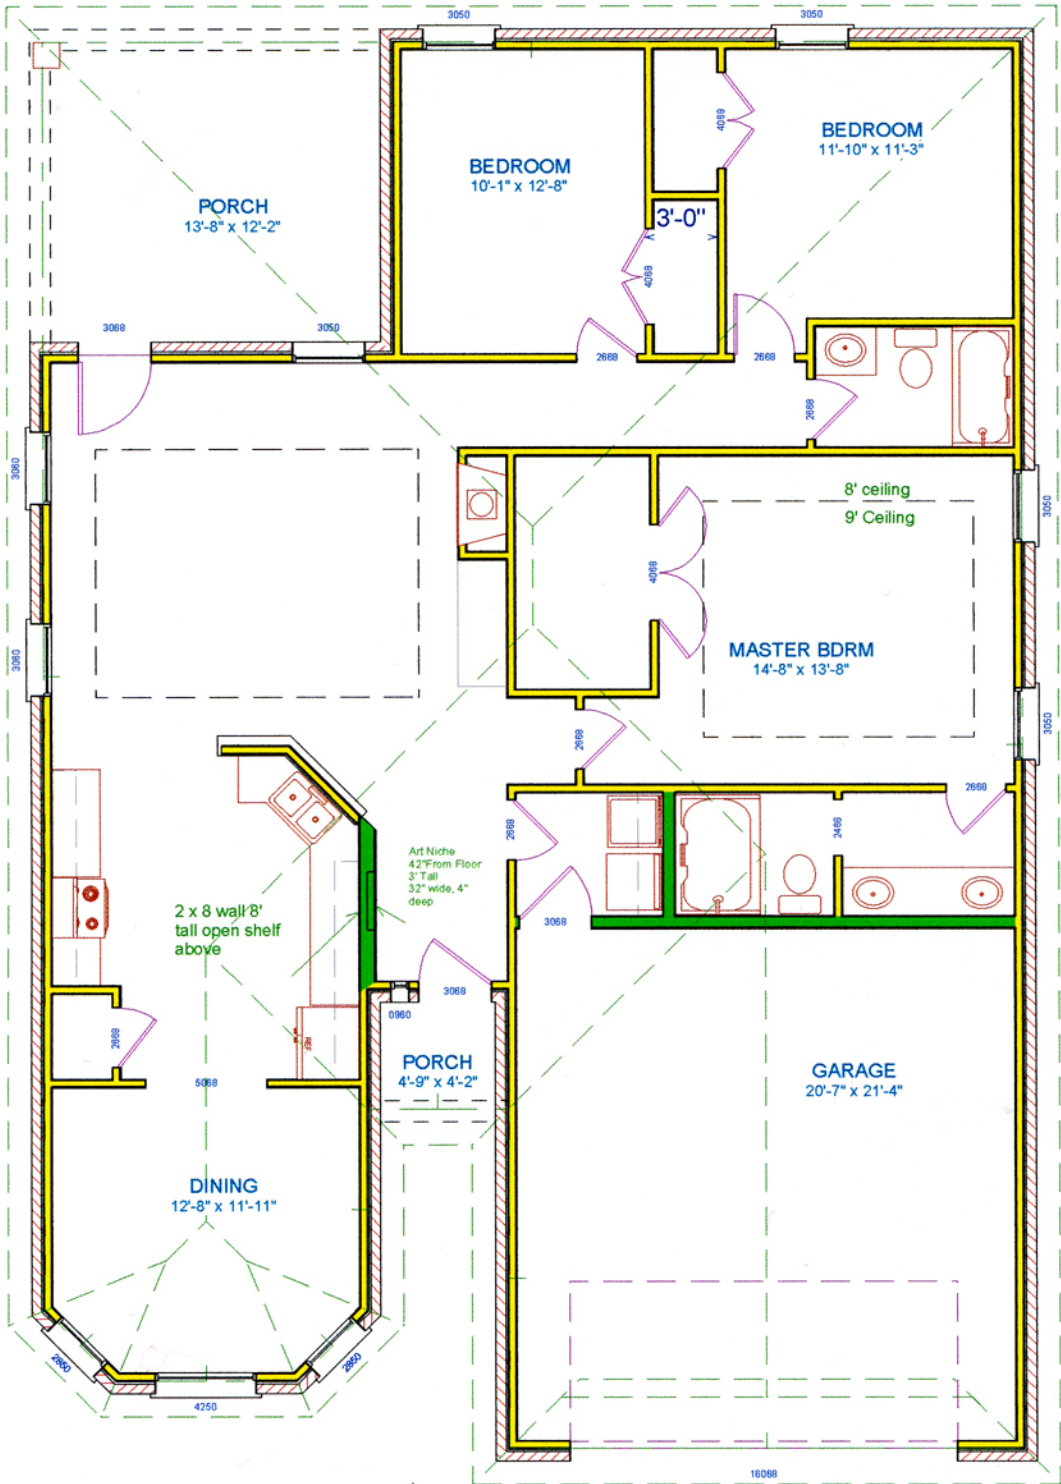 3050
3050
BEDROOM
11'-10" x 11'-3"
4068
BEDROOM
10'-1" x 12'-8"
PORCH
13'-8" x 12'-2"
3'-0"
4068
3068
3050
2668
2668
2668
3060
8' ceiling
9' Ceiling
3050
4068
3060
MASTER BDRM
14'-8" x 13'-8"
3050
2668
2668
2668
2468
Art Niche
42"From Floor
3' Tall
32" wide, 4"
deep
2 x 8 wall 8'
tall open shelf
above
3068
3068
0960
2668
REF.
PORCH
4'-9" x 4'-2"
5068
GARAGE
20'-7" x 21'-4"
DINING
12'-8" x 11'-11"
2850
2850
4250
16068